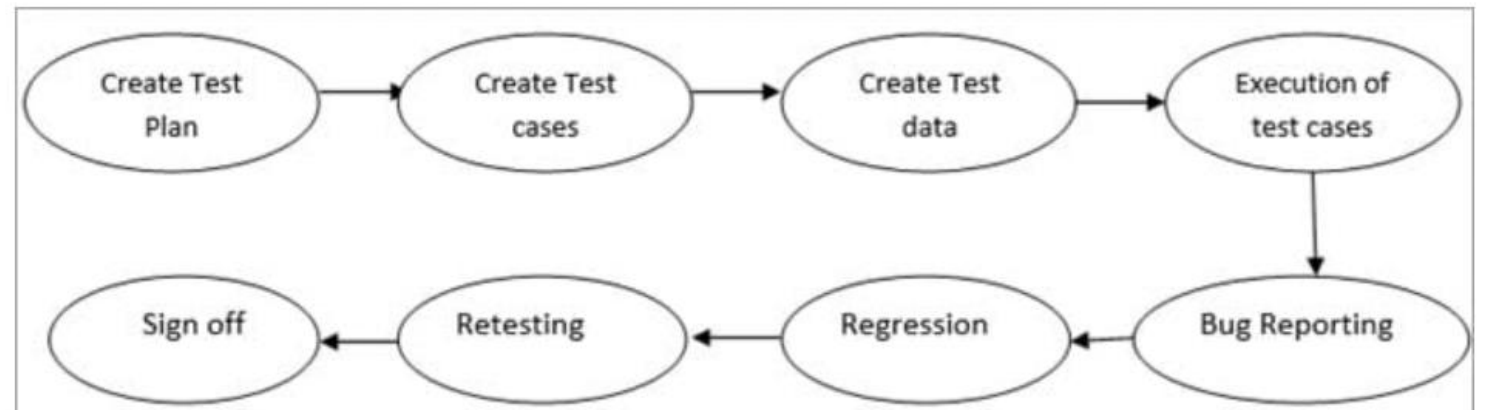 Create Test
Plan
Create Test
cases
Create Test
data
Execution of
test cases
Sign off
Retesting
Regression
Bug Reporting